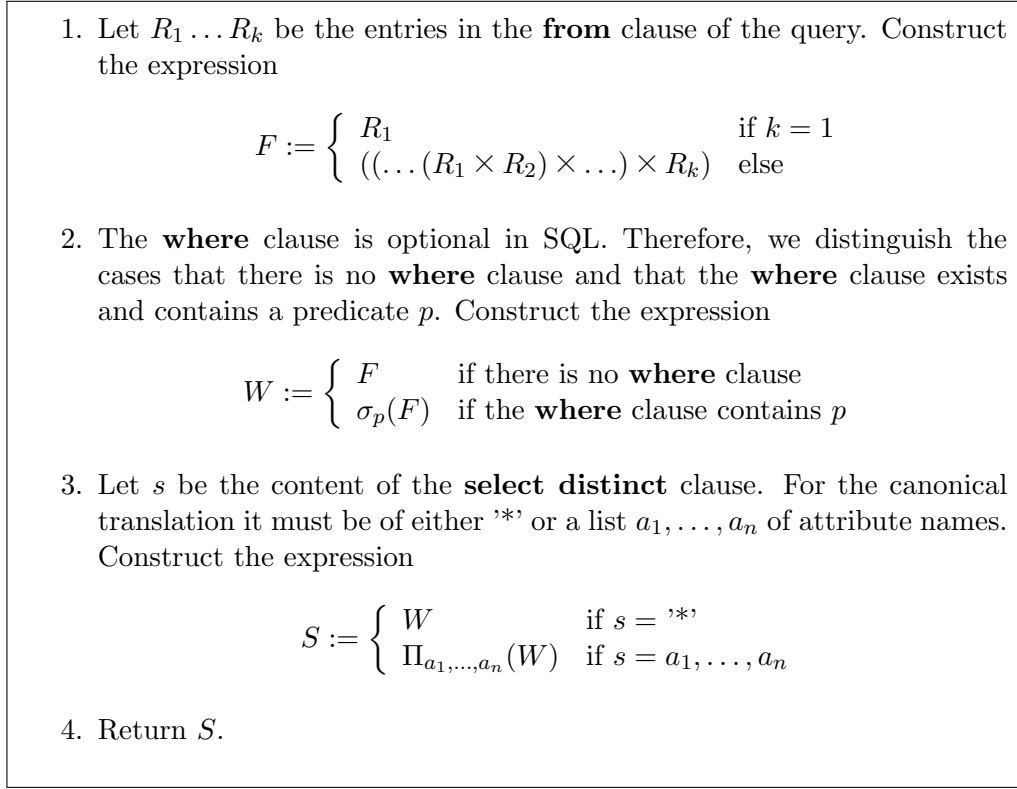 1. Let R₁ … Rₖ be the entries in the from clause of the query. Construct
the expression
F := { R₁ if k = 1
((… (R₁ × R₂) × …) × Rₖ) else
2. The where clause is optional in SQL. Therefore, we distinguish the
cases that there is no where clause and that the where clause exists
and contains a predicate p. Construct the expression
W := { F if there is no where clause
σₚ(F) if the where clause contains p
3. Let s be the content of the select distinct clause. For the canonical
translation it must be of either ’*’ or a list a₁, …, aₙ of attribute names.
Construct the expression
S := { W if s = ’*’
Π_{a₁,…,aₙ}(W) if s = a₁, …, aₙ
4. Return S.